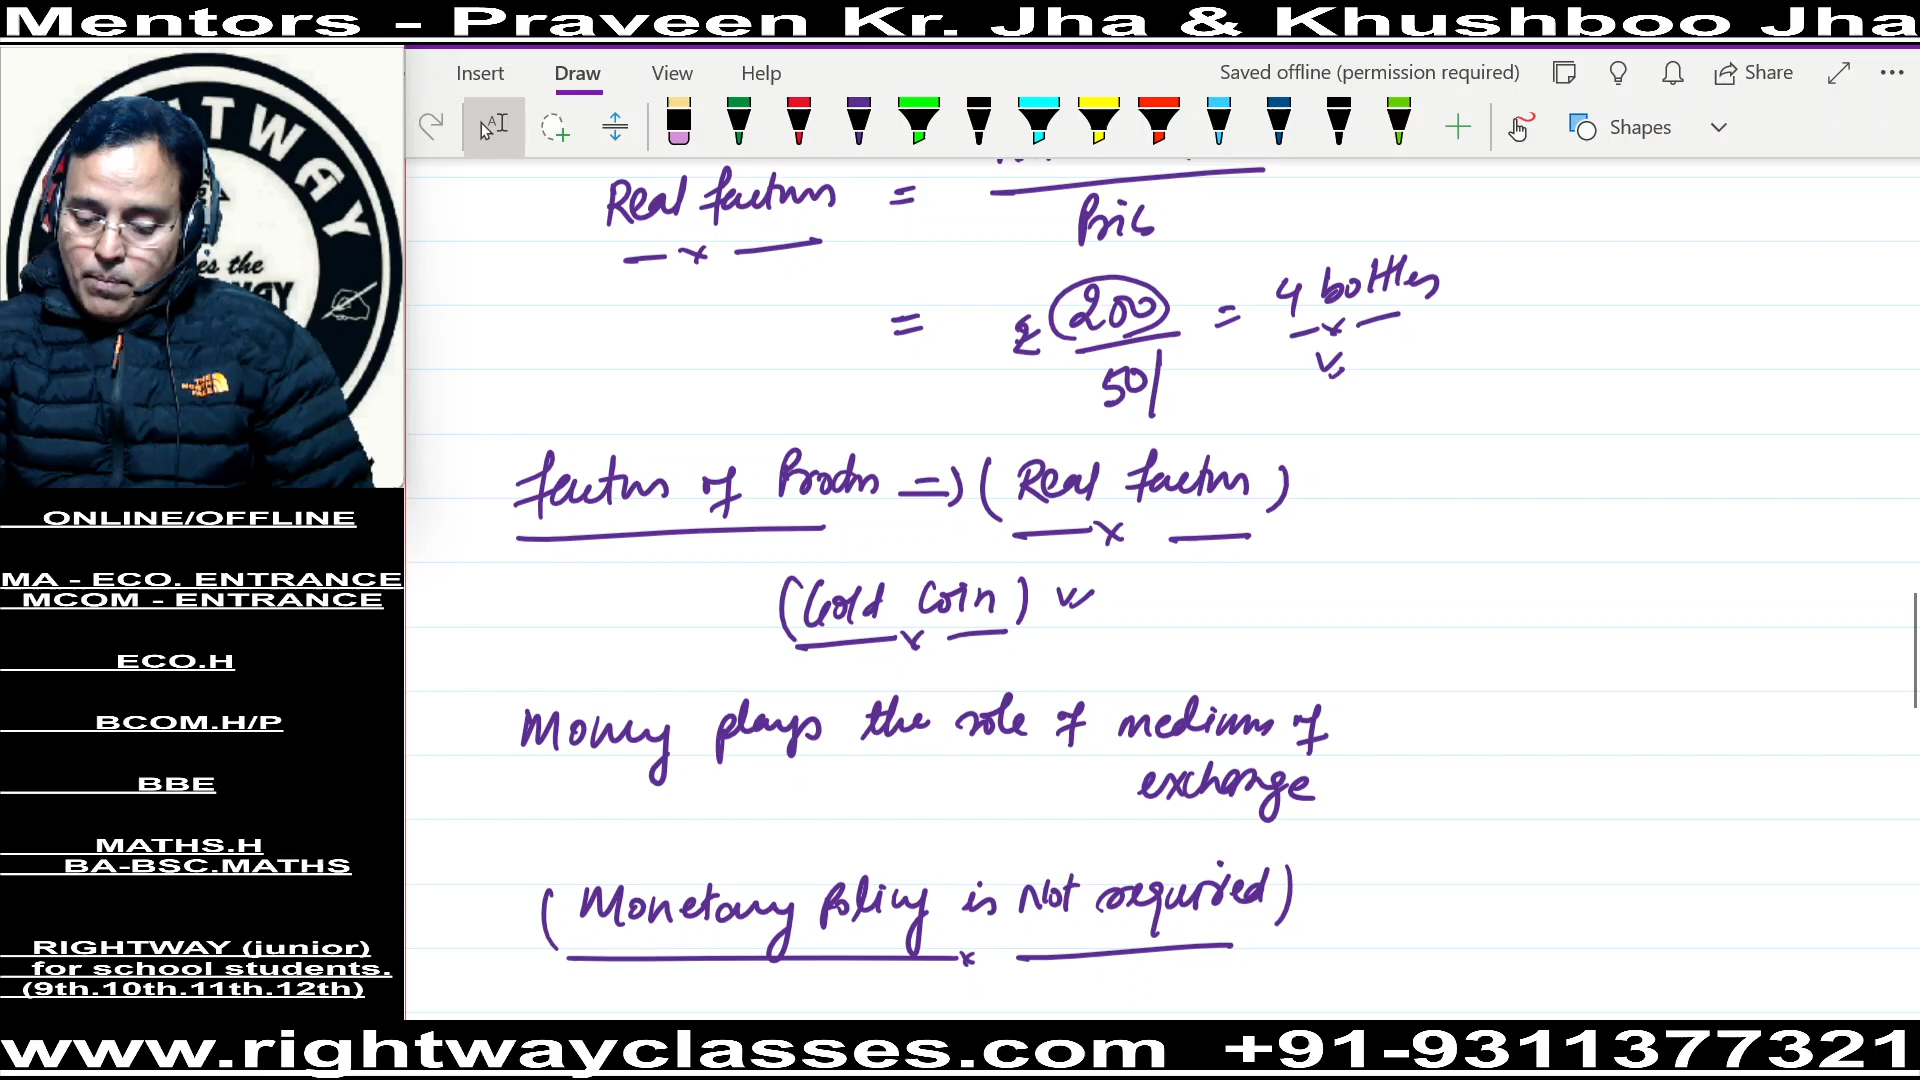 Mentors - Praveen Kr. Jha & Khushboo Jha
Insert Draw View Help
Saved offline (permission required)
Share
Shapes
RIGHTWAY
Real factors =
Price
= ₹ 200 / 50/ = 4 bottles
factors of Prodn => (Real factors)
(Gold Coin)
Money plays the role of medium of
exchange
(Monetary Policy is Not required)
ONLINE/OFFLINE
MA - ECO. ENTRANCE
MCOM - ENTRANCE
ECO.H
BCOM.H/P
BBE
MATHS.H
BA-BSC.MATHS
RIGHTWAY (junior)
for school students.
(9th.10th.11th.12th)
www.rightwayclasses.com +91-9311377321